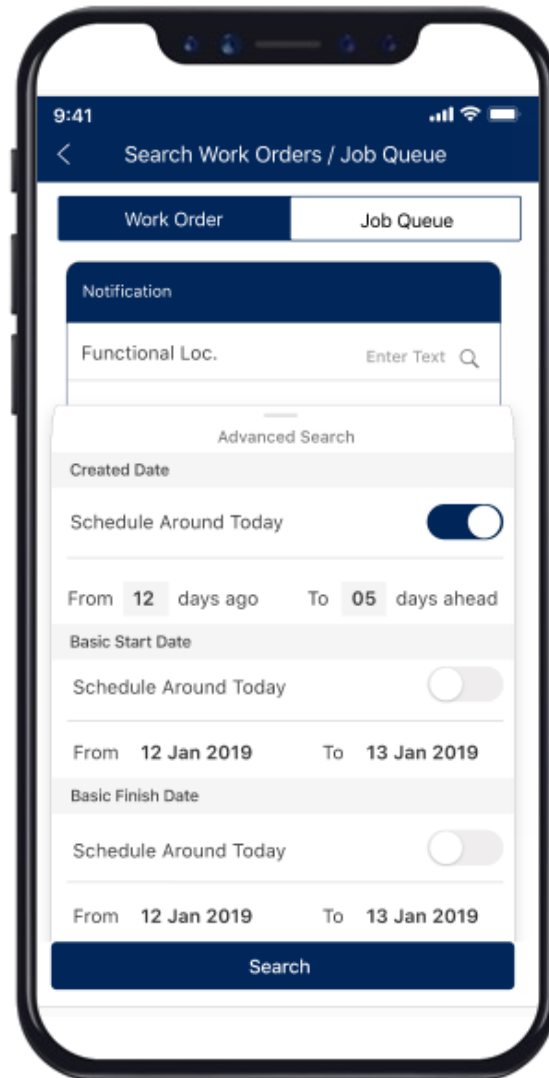 9:41
Search Work Orders / Job Queue
Work Order Job Queue
Notification
Functional Loc. Enter Text
Advanced Search
Created Date
Schedule Around Today
From 12 days ago To 05 days ahead
Basic Start Date
Schedule Around Today
From 12 Jan 2019 To 13 Jan 2019
Basic Finish Date
Schedule Around Today
From 12 Jan 2019 To 13 Jan 2019
Search